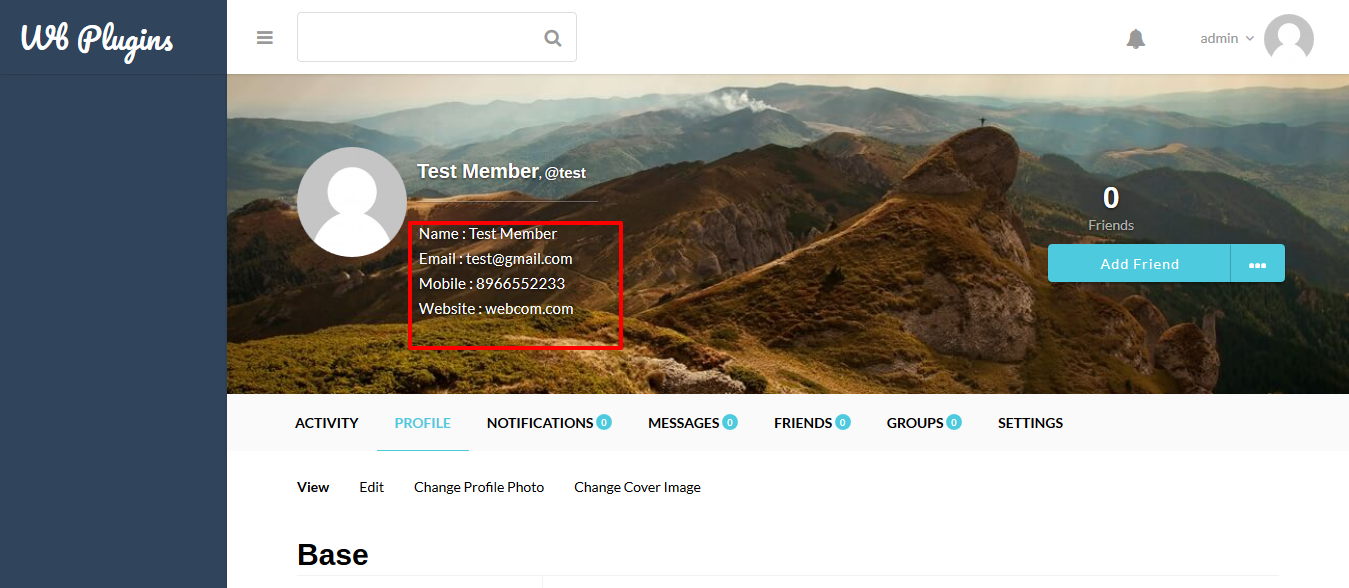 Wb Plugins
admin
Test Member, @test
Name : Test Member
Email : test@gmail.com
Mobile : 8966552233
Website : webcom.com
0
Friends
Add Friend
ACTIVITY PROFILE NOTIFICATIONS 0 MESSAGES 0 FRIENDS 0 GROUPS 0 SETTINGS
View Edit Change Profile Photo Change Cover Image
Base